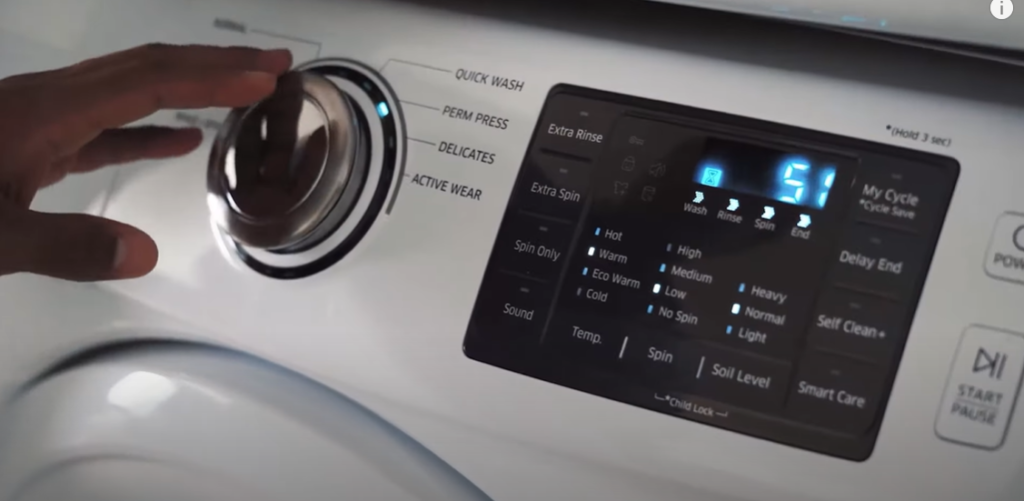 NORMAL
QUICK WASH
PERM PRESS
DELICATES
ACTIVE WEAR
*(Hold 3 sec)
Extra Rinse
Extra Spin
Spin Only
Sound
51
Wash Rinse Spin End
Hot
Warm
Eco Warm
Cold
High
Medium
Low
No Spin
Heavy
Normal
Light
Temp. Spin Soil Level
*Child Lock
My Cycle
*Cycle Save
Delay End
Self Clean+
Smart Care
START
PAUSE
i